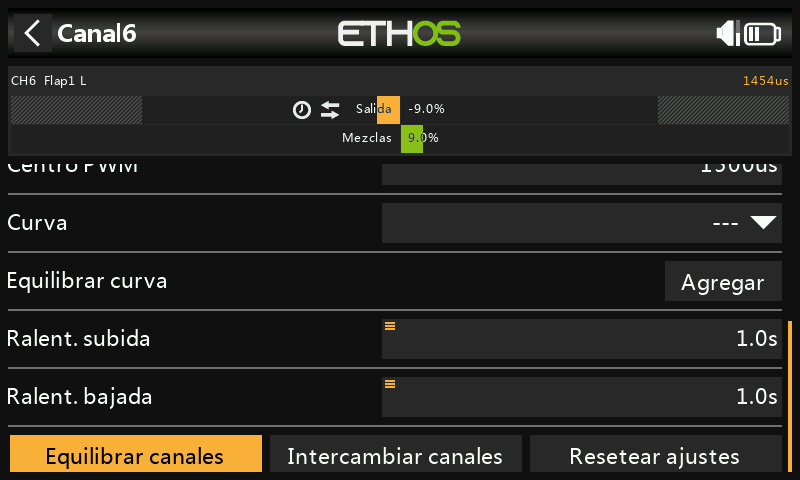 Canal6
ETHOS
CH6 Flap1 L
1454us
Salida -9.0%
Mezclas 9.0%
Centro PWM 1500us
Curva ---
Equilibrar curva Agregar
Ralent. subida 1.0s
Ralent. bajada 1.0s
Equilibrar canales Intercambiar canales Resetear ajustes